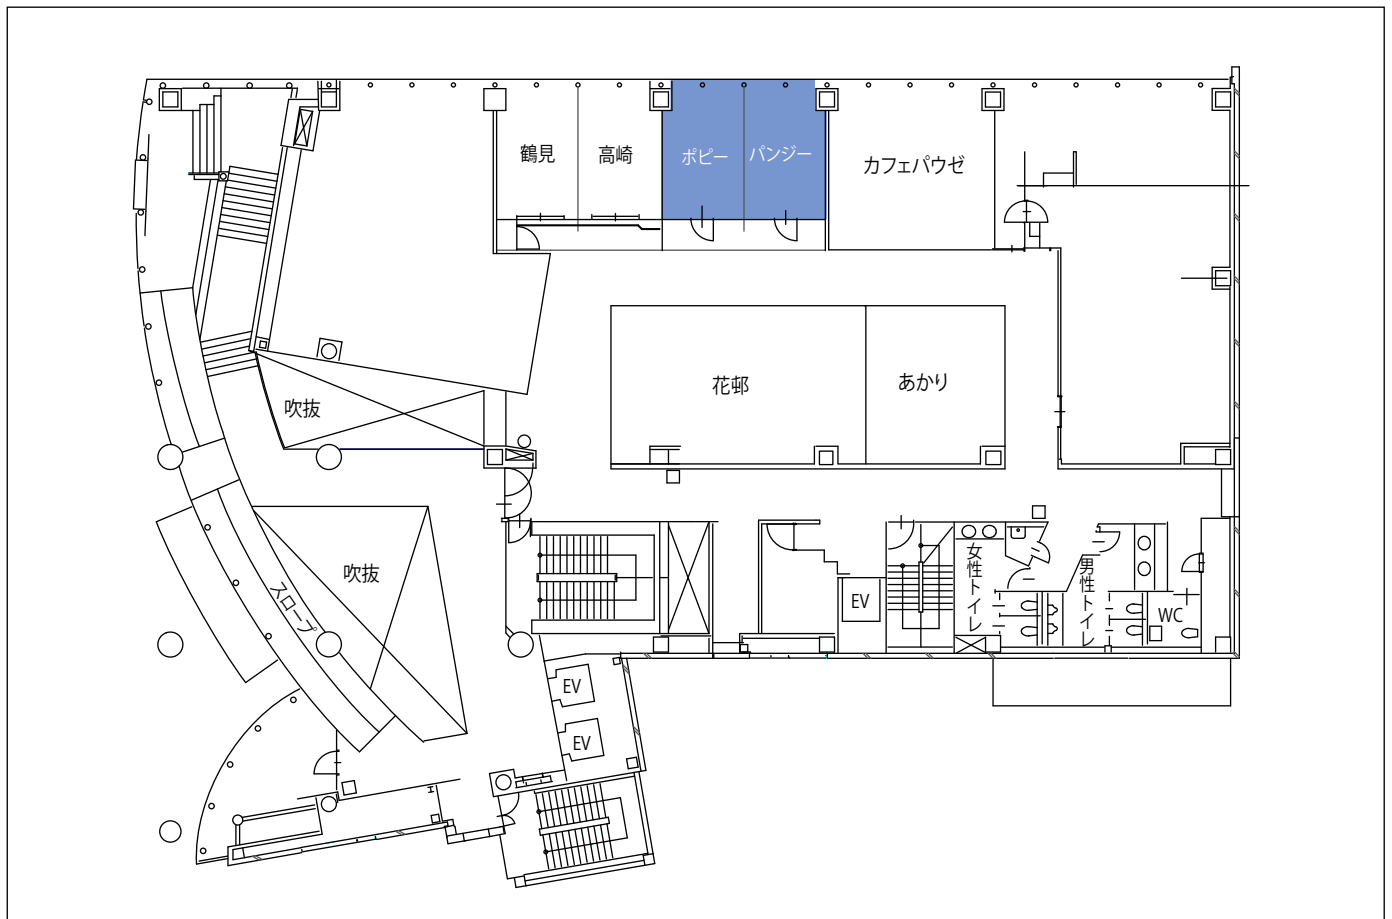 鶴見
高崎
ポピー
パンジー
カフェパウゼ
花邨
あかり
吹抜
吹抜
スロープ
EV
女性トイレ
男性トイレ
WC
EV
EV